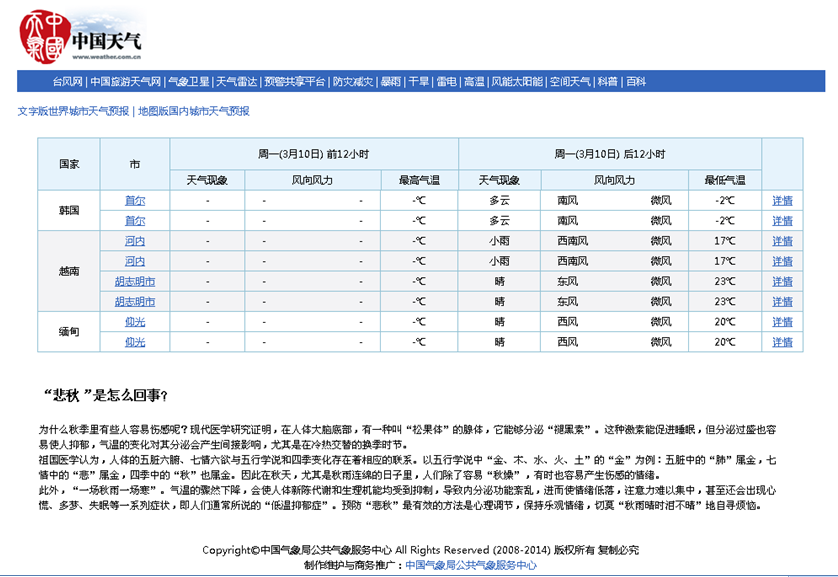 中国天气
www.weather.com.cn
台风网 | 中国旅游天气网 | 气象卫星 | 天气雷达 | 预警共享平台 | 防灾减灾 | 暴雨 | 干旱 | 雷电 | 高温 | 风能太阳能 | 空间天气 | 科普 | 百科
文字版世界城市天气预报 | 地图版国内城市天气预报
国家 市 周一(3月10日) 前12小时 周一(3月10日) 后12小时
天气现象 风向风力 最高气温 天气现象 风向风力 最低气温
韩国 首尔 - - - -℃ 多云 南风 微风 -2℃ 详情
首尔 - - - -℃ 多云 南风 微风 -2℃ 详情
越南 河内 - - - -℃ 小雨 西南风 微风 17℃ 详情
河内 - - - -℃ 小雨 西南风 微风 17℃ 详情
胡志明市 - - - -℃ 晴 东风 微风 23℃ 详情
胡志明市 - - - -℃ 晴 东风 微风 23℃ 详情
缅甸 仰光 - - - -℃ 晴 西风 微风 20℃ 详情
仰光 - - - -℃ 晴 西风 微风 20℃ 详情
“悲秋 ”是怎么回事?
为什么秋季里有些人容易伤感呢？现代医学研究证明，在人体大脑底部，有一种叫“松果体”的腺体，它能够分泌“褪黑素”。这种激素能促进睡眠，但分泌过盛也容
易使人抑郁，气温的变化对其分泌会产生间接影响，尤其是在冷热交替的换季时节。
祖国医学认为，人体的五脏六腑、七情六欲与五行学说和四季变化存在着相应的联系。以五行学说中“金、木、水、火、土”的“金”为例：五脏中的“肺”属金，七
情中的“悲”属金，四季中的“秋”也属金。因此在秋天，尤其是秋雨连绵的日子里，人们除了容易“秋燥”，有时也容易产生伤感的情绪。
此外，“一场秋雨一场寒”。气温的骤然下降，会使人体新陈代谢和生理机能均受到抑制，导致内分泌功能紊乱，进而使情绪低落，注意力难以集中，甚至还会出现心
慌、多梦、失眠等一系列症状，即人们通常所说的“低温抑郁症”。预防“悲秋”最有效的方法是心理调节，保持乐观情绪，切莫“秋雨晴时泪不晴”地自寻烦恼。
Copyright©中国气象局公共气象服务中心 All Rights Reserved (2008-2014) 版权所有 复制必究
制作维护与商务推广：中国气象局公共气象服务中心